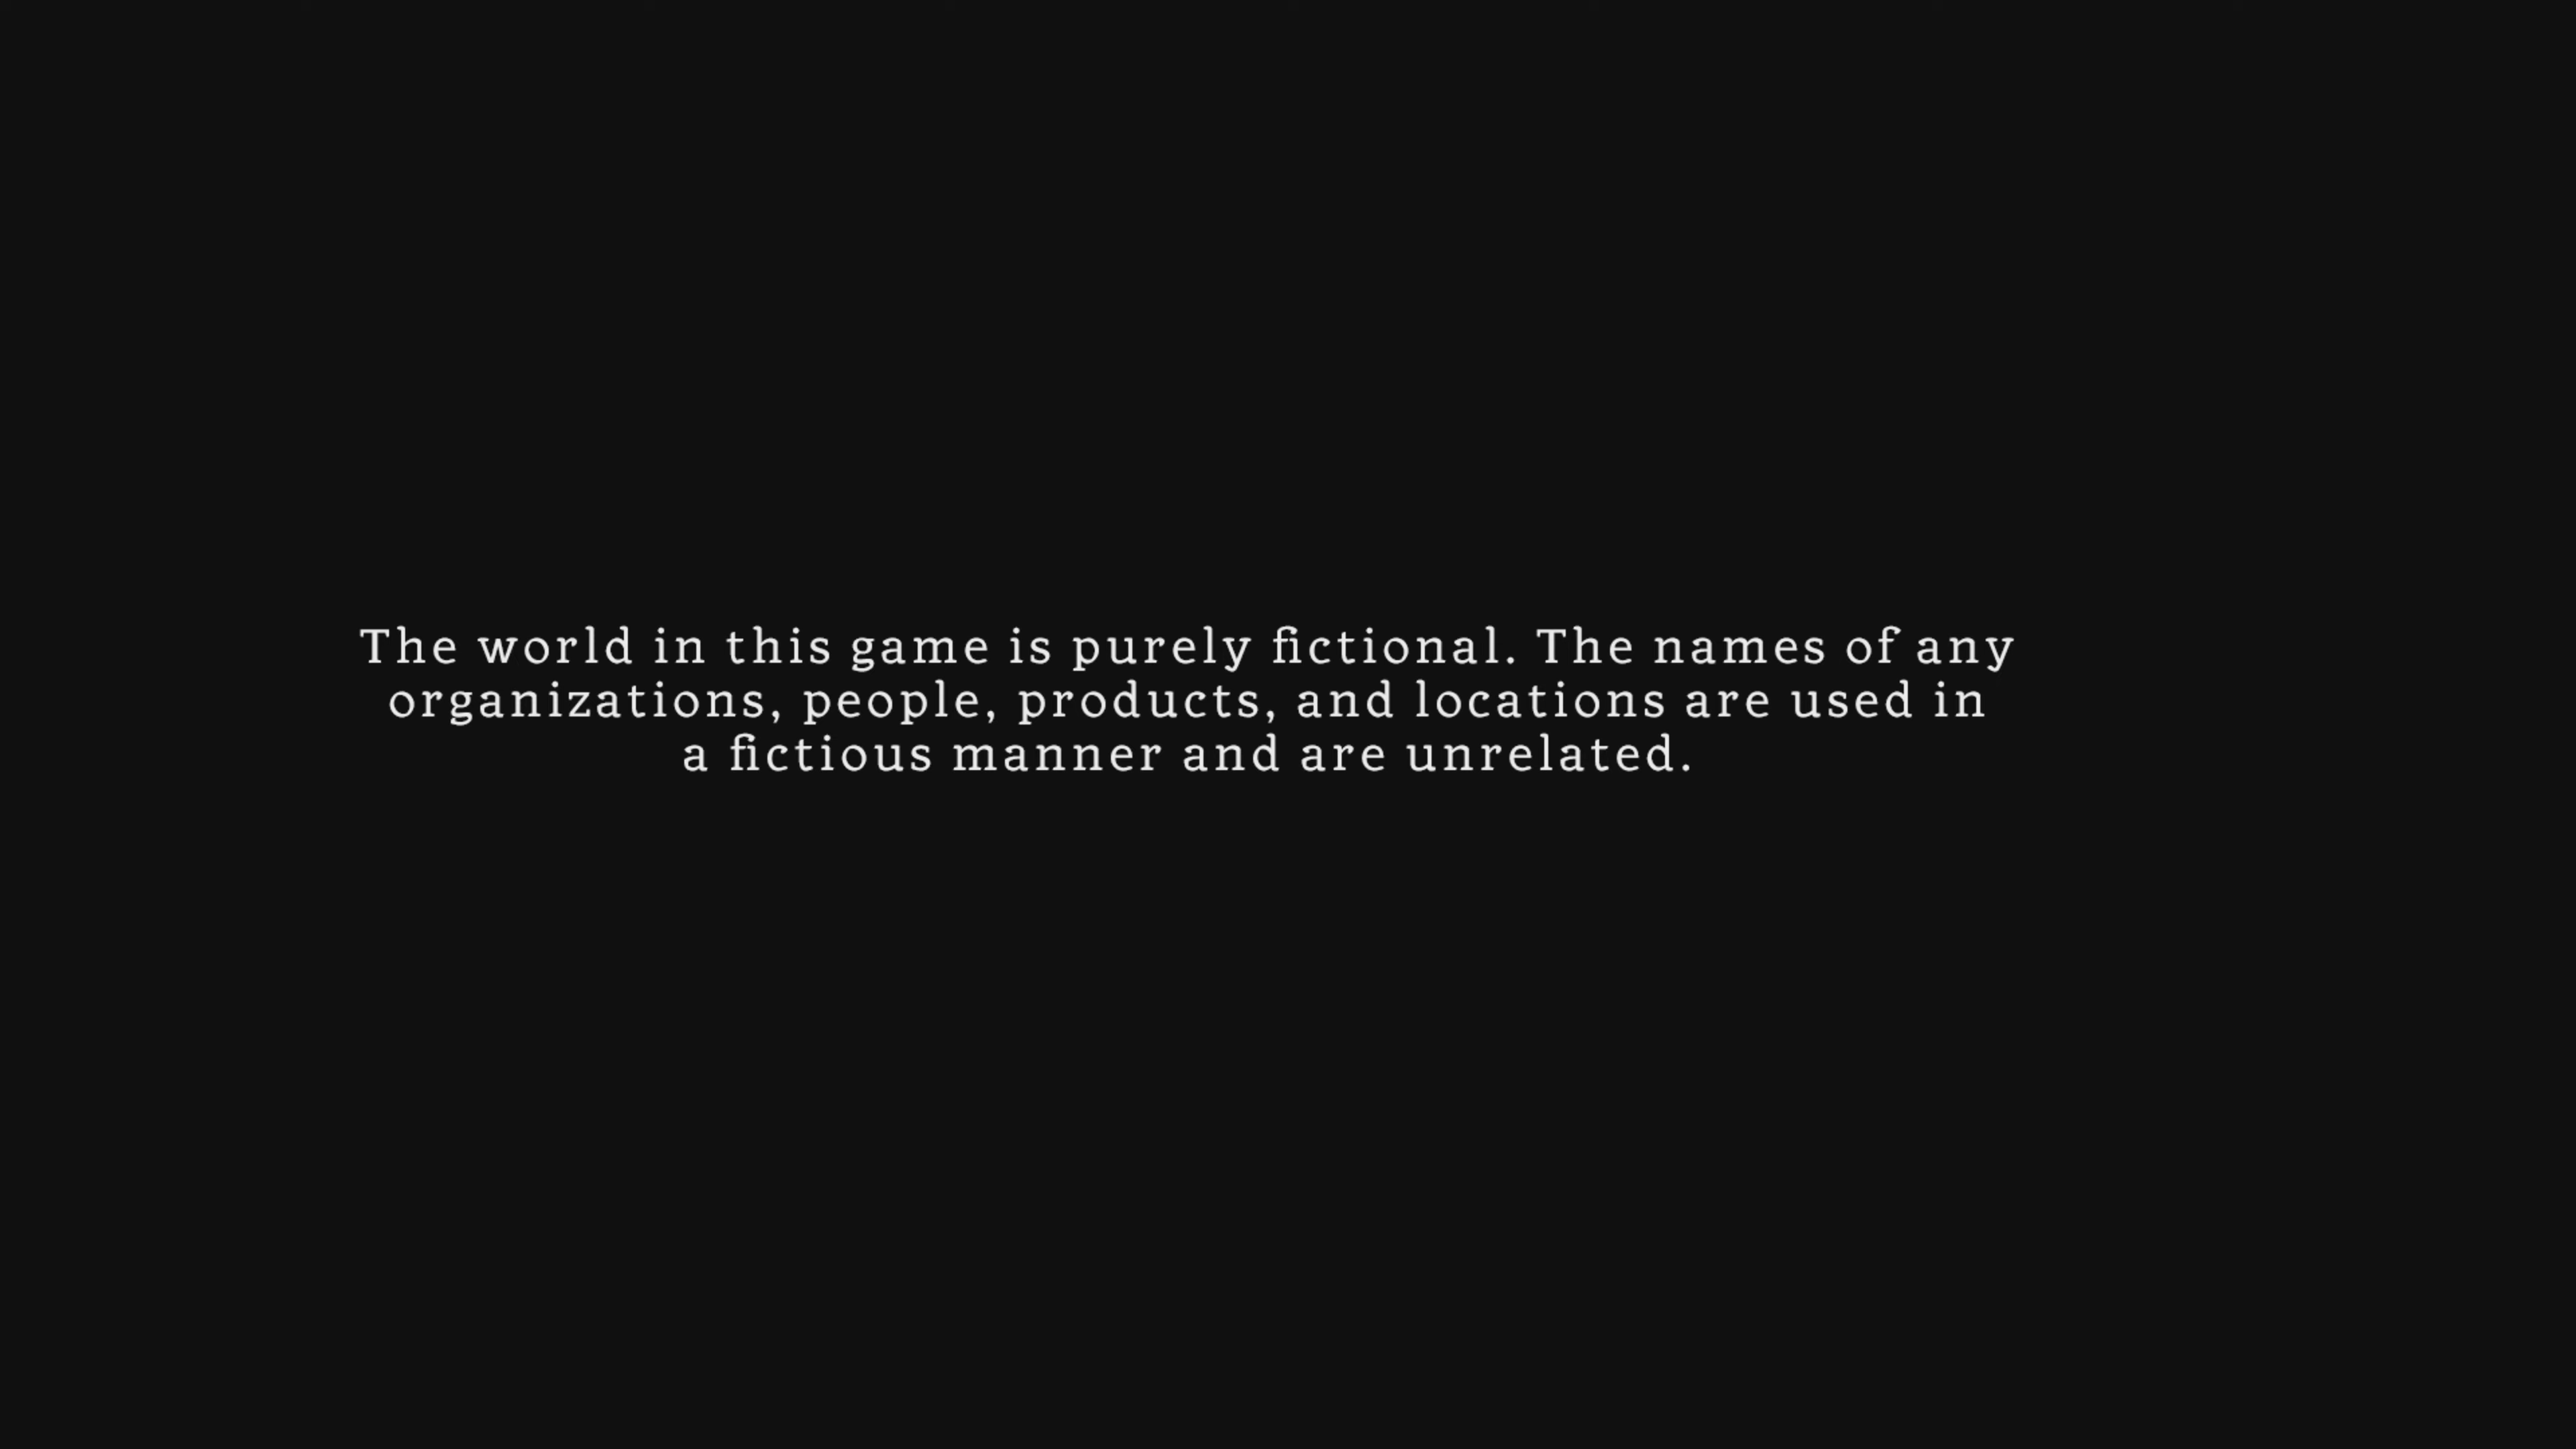 The world in this game is purely fictional. The names of any
organizations, people, products, and locations are used in
a fictious manner and are unrelated.